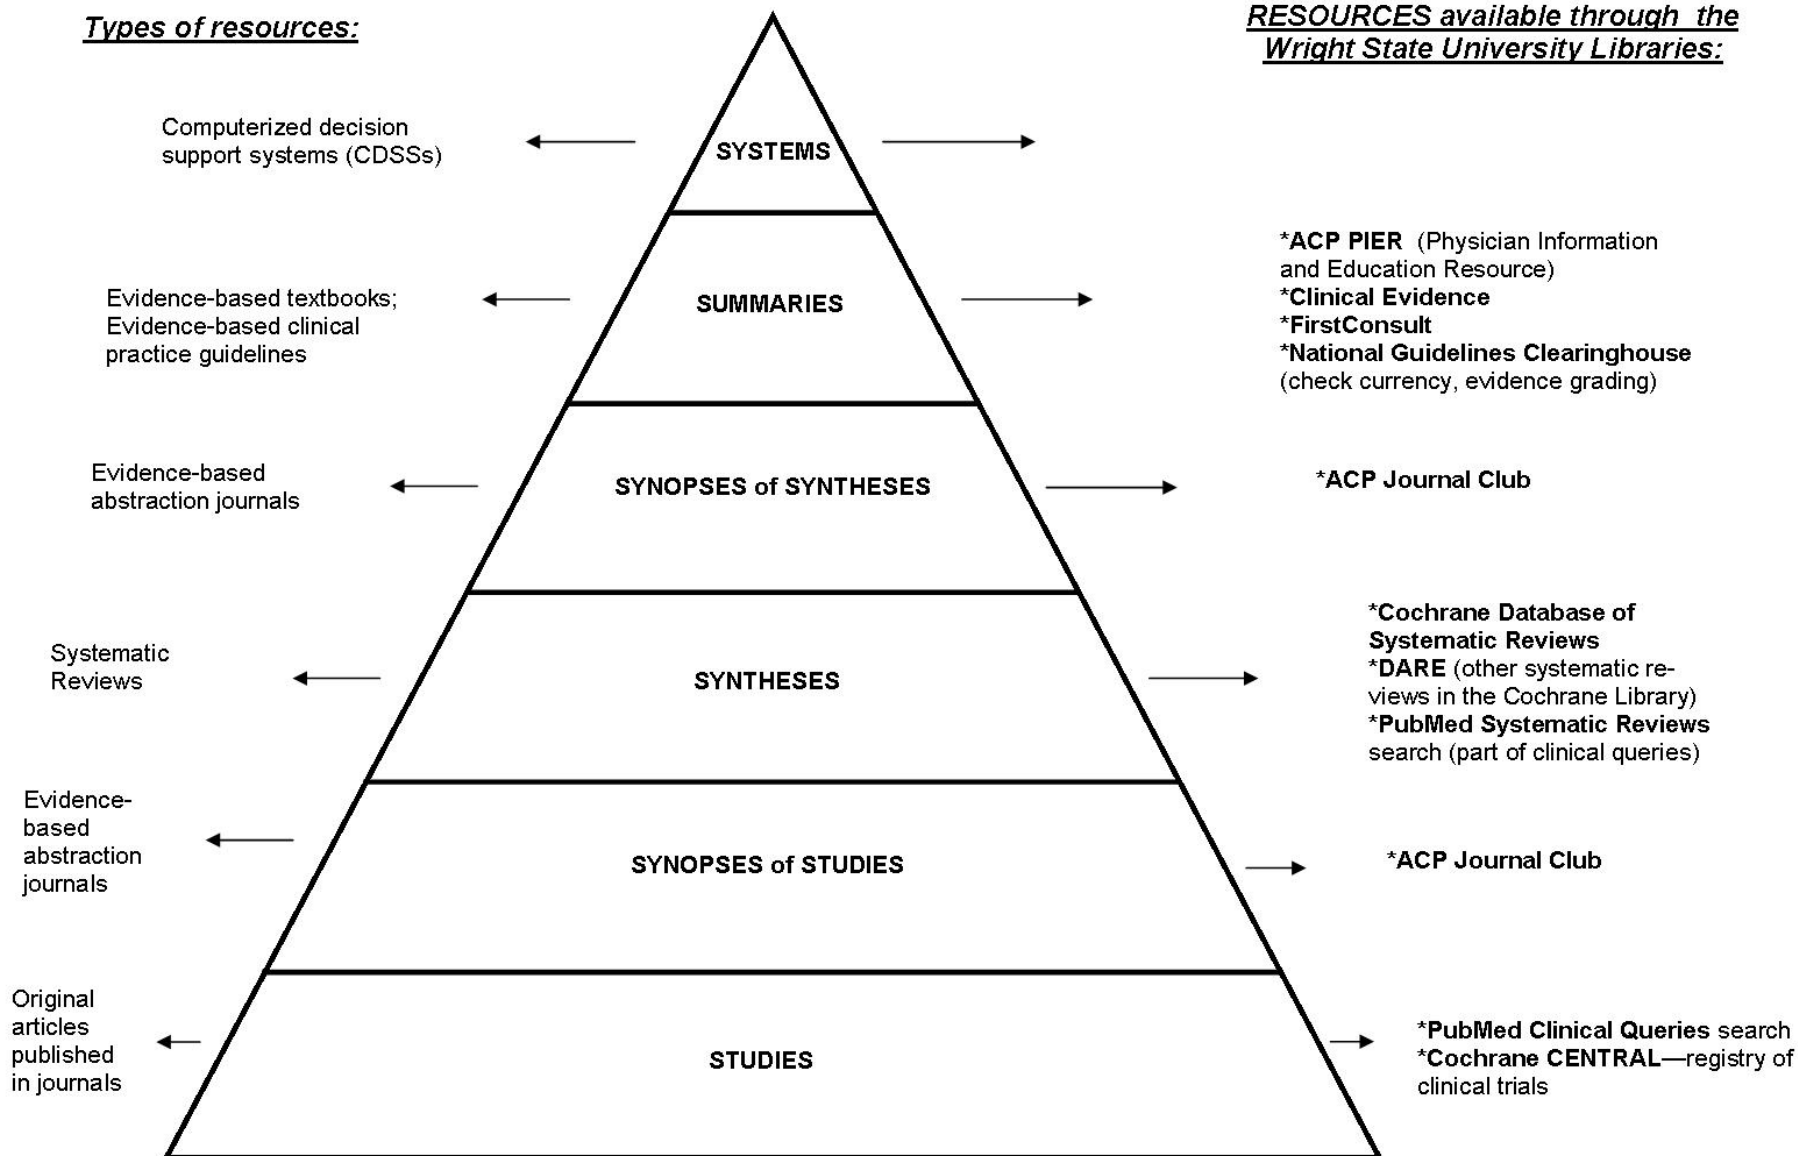 Types of resources:
RESOURCES available through the
Wright State University Libraries:
Computerized decision
support systems (CDSSs)
SYSTEMS
Evidence-based textbooks;
Evidence-based clinical
practice guidelines
SUMMARIES
*ACP PIER (Physician Information
and Education Resource)
*Clinical Evidence
*FirstConsult
*National Guidelines Clearinghouse
(check currency, evidence grading)
Evidence-based
abstraction journals
SYNOPSES of SYNTHESES
*ACP Journal Club
Systematic
Reviews
SYNTHESES
*Cochrane Database of
Systematic Reviews
*DARE (other systematic re-
views in the Cochrane Library)
*PubMed Systematic Reviews
search (part of clinical queries)
Evidence-
based
abstraction
journals
SYNOPSES of STUDIES
*ACP Journal Club
Original
articles
published
in journals
STUDIES
*PubMed Clinical Queries search
*Cochrane CENTRAL—registry of
clinical trials